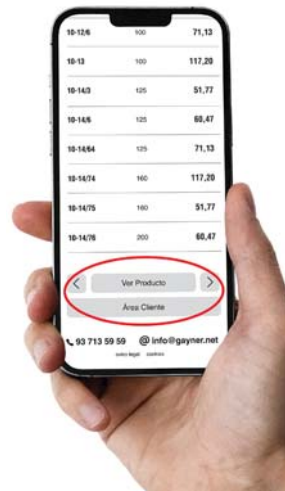 10-12/6 100 71,13
10-13 100 117,20
10-14/3 125 51,77
10-14/6 125 60,47
10-14/64 125 71,13
10-14/74 160 117,20
10-14/75 160 51,77
10-14/76 200 60,47
< Ver Producto >
Área Cliente
93 713 59 59 @ info@gayner.net
aviso legal cookies